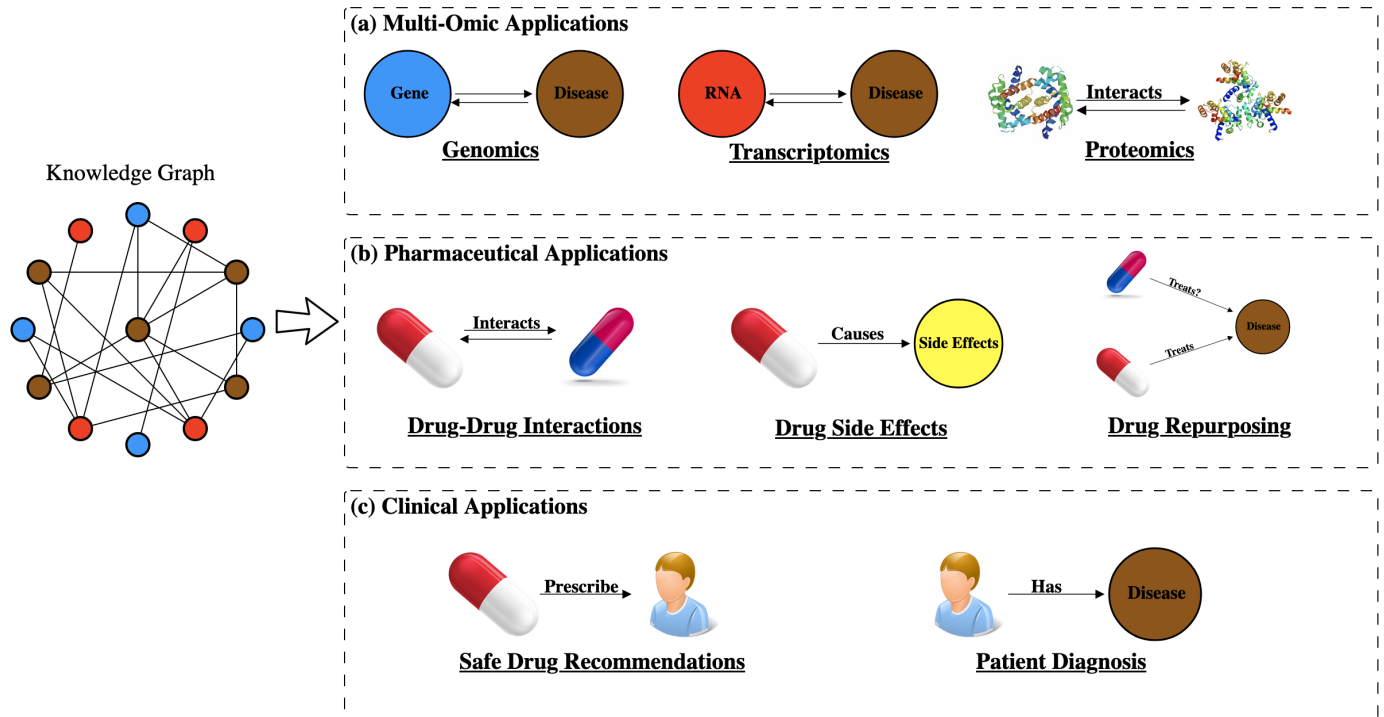 Knowledge Graph
(a) Multi-Omic Applications
Gene
Disease
Genomics
RNA
Disease
Transcriptomics
Interacts
Proteomics
(b) Pharmaceutical Applications
Interacts
Drug-Drug Interactions
Causes
Side Effects
Drug Side Effects
Treats?
Treats
Disease
Drug Repurposing
(c) Clinical Applications
Prescribe
Safe Drug Recommendations
Has
Disease
Patient Diagnosis